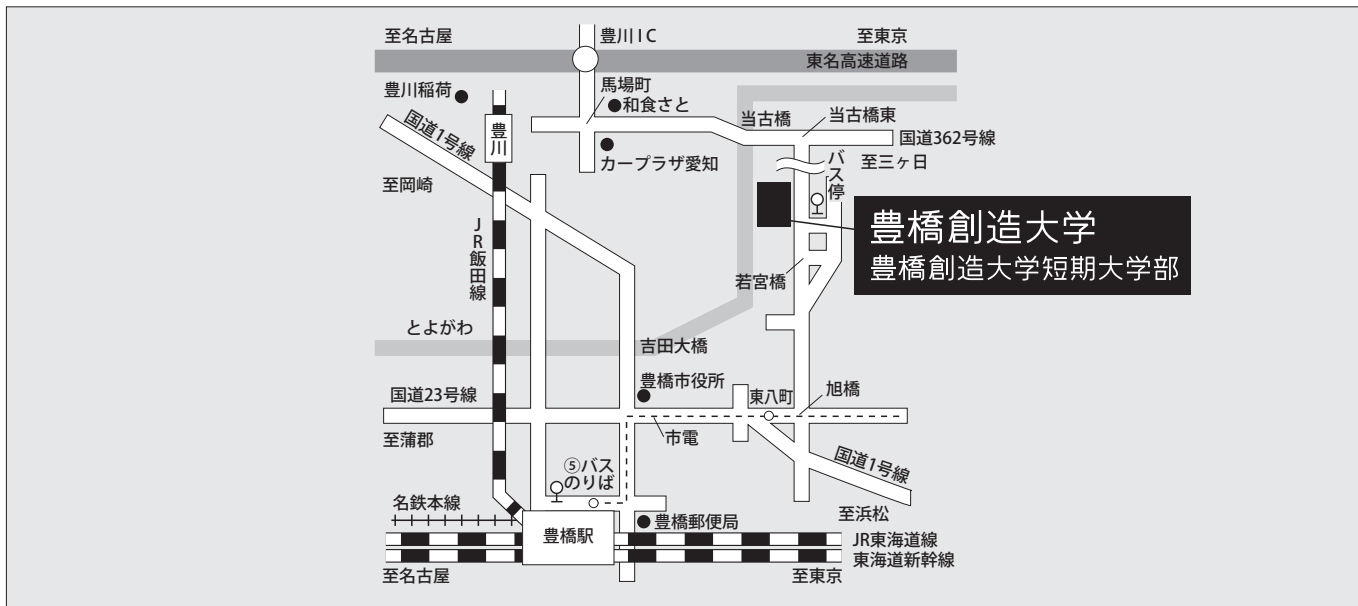 至名古屋
豊川IC
至東京
東名高速道路
豊川稲荷
馬場町
和食さと
国道1号線
豊川
当古橋
当古橋東
国道362号線
カープラザ愛知
バス停
至三ヶ日
至岡崎
JR飯田線
豊橋創造大学
豊橋創造大学短期大学部
若宮橋
とよがわ
吉田大橋
豊橋市役所
国道23号線
東八町
旭橋
至蒲郡
市電
⑤バス
のりば
国道1号線
名鉄本線
至浜松
豊橋駅
豊橋郵便局
JR東海道線
東海道新幹線
至名古屋
至東京